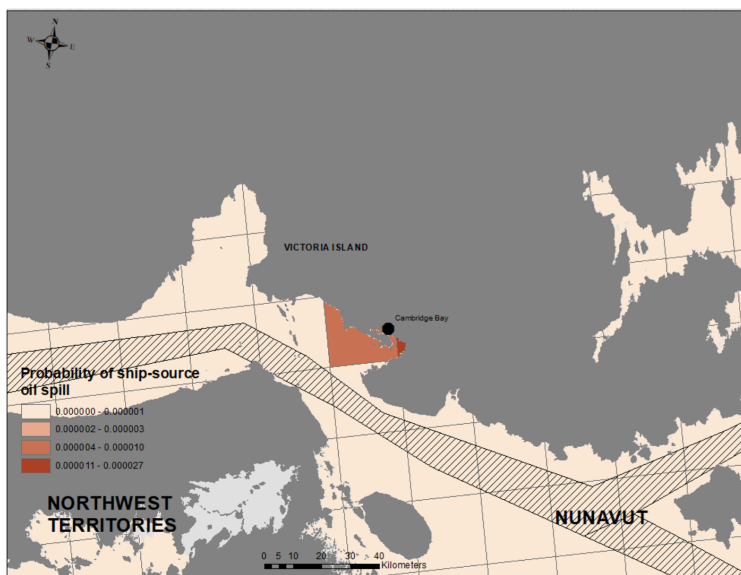 N
W E
S
VICTORIA ISLAND
Cambridge Bay
Probability of ship-source
oil spill
0.000000 - 0.000001
0.000002 - 0.000003
0.000004 - 0.000010
0.000011 - 0.000027
NORTHWEST
TERRITORIES
NUNAVUT
0 5 10 20 30 40
Kilometers